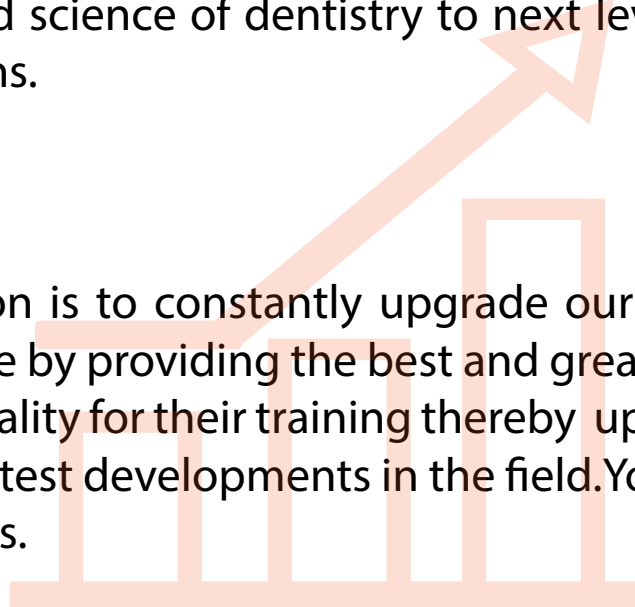 d science of dentistry to next lev
ns.
on is to constantly upgrade our
e by providing the best and grea
ality for their training thereby up
test developments in the field.Yo
s.